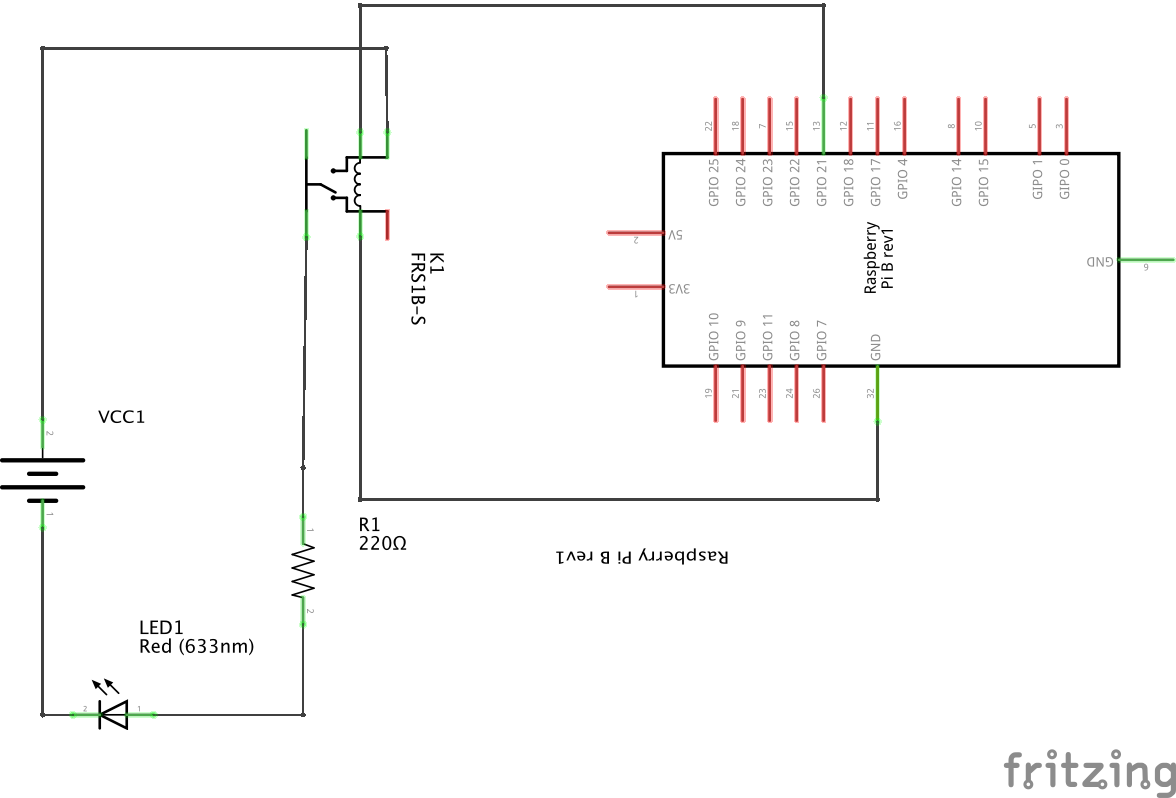 22
18
7
15
13
12
11
16
8
10
5
3
GPIO 25
GPIO 24
GPIO 23
GPIO 22
GPIO 21
GPIO 18
GPIO 17
GPIO 4
GPIO 14
GPIO 15
GIPO 1
GIPO 0
5V
2
3V3
1
Raspberry
Pi B rev1
GND
6
K1
FRS1B-S
GPIO 10
GPIO 9
GPIO 11
GPIO 8
GPIO 7
GND
19
21
23
24
26
32
VCC1
2
1
R1
220Ω
1
2
Raspberry Pi B rev1
LED1
Red (633nm)
2
1
fritzing